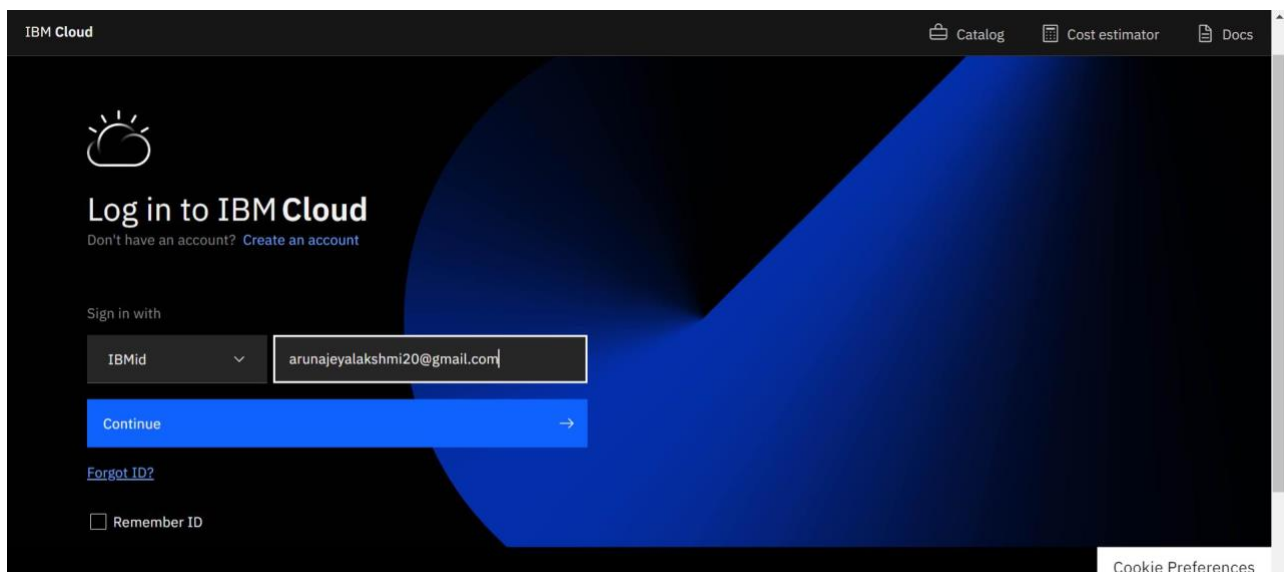 IBM Cloud
Catalog
Cost estimator
Docs
Log in to IBM Cloud
Don't have an account? Create an account
Sign in with
IBMid
arunajeyalakshmi20@gmail.com
Continue
Forgot ID?
Remember ID
Cookie Preferences